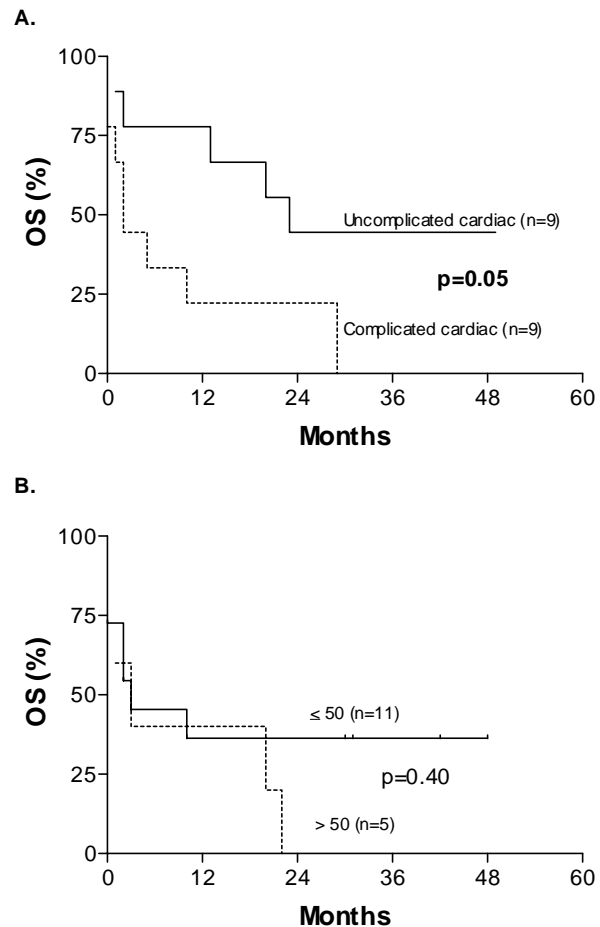 A.
100
75
50
25
0
OS (%)
Uncomplicated cardiac (n=9)
p=0.05
Complicated cardiac (n=9)
0 12 24 36 48 60
Months
B.
100
75
50
25
0
OS (%)
≤ 50 (n=11)
p=0.40
> 50 (n=5)
0 12 24 36 48 60
Months